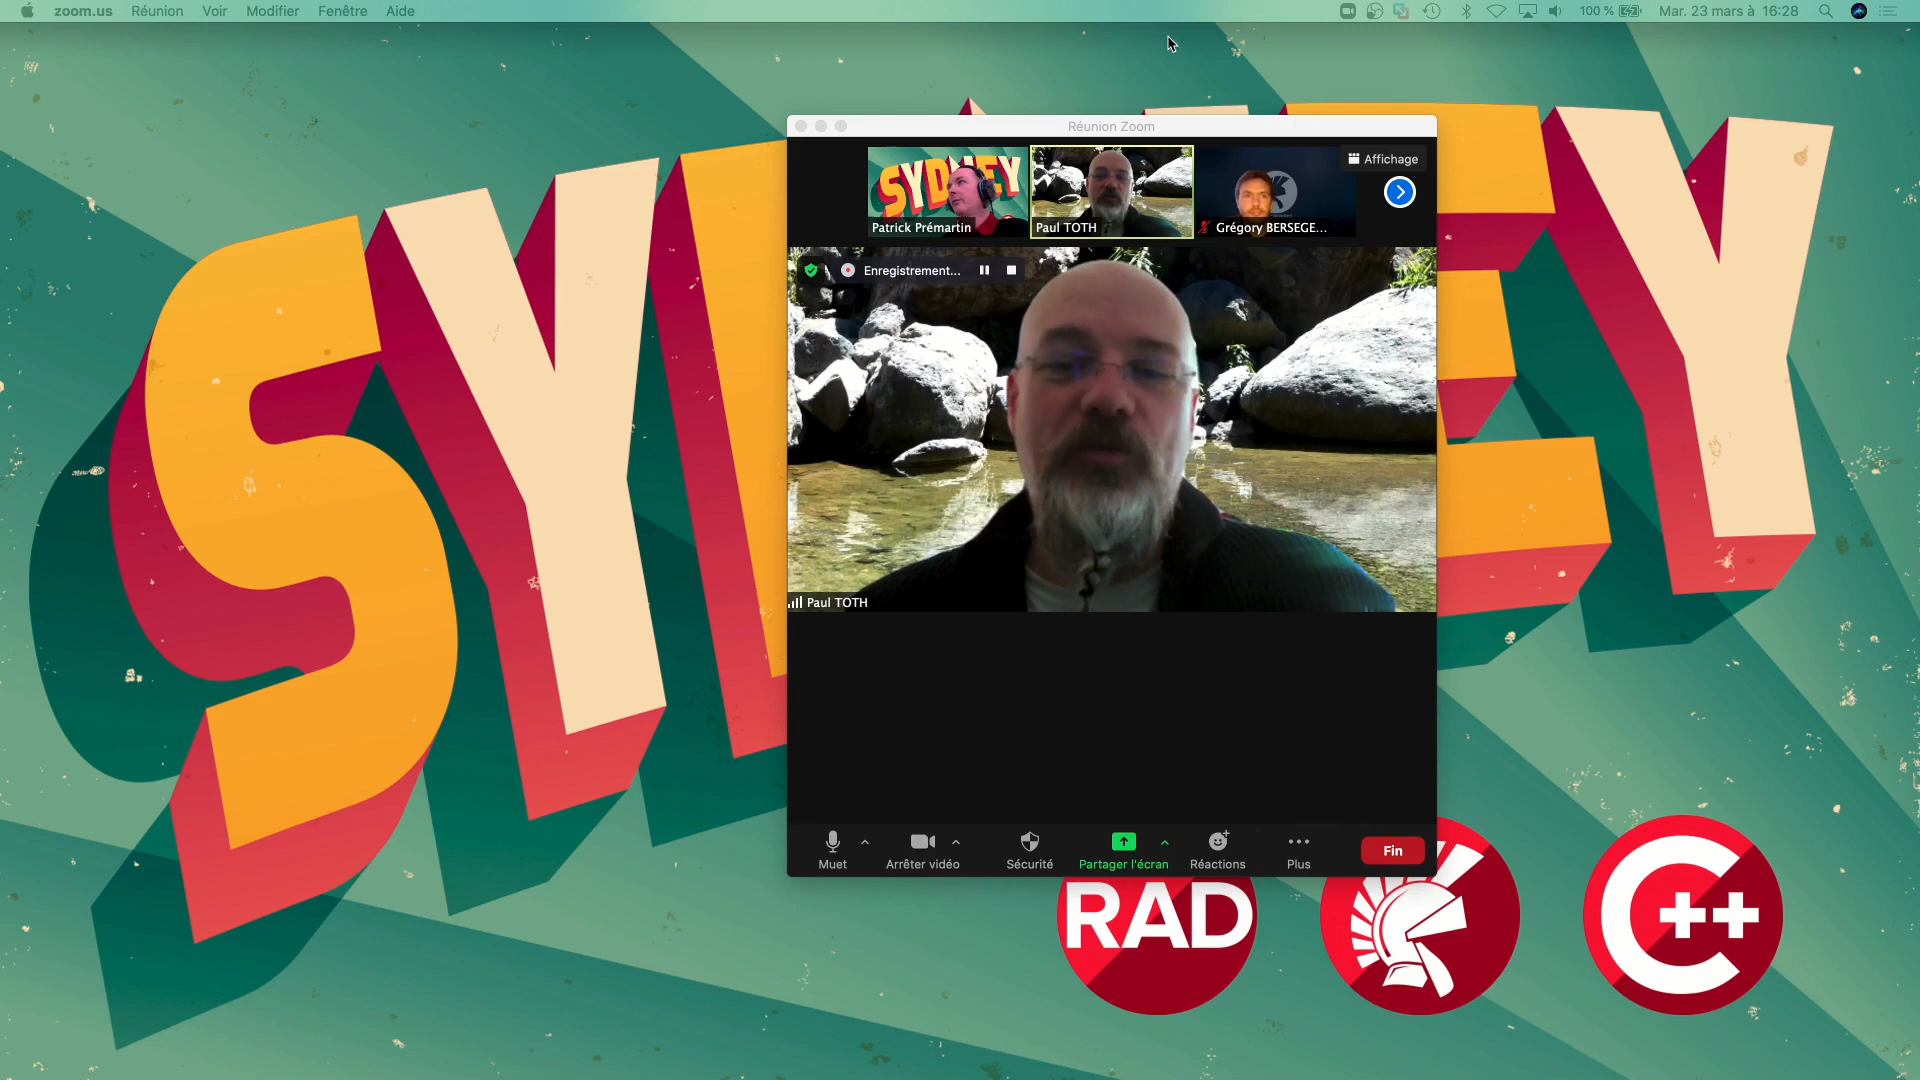 zoom.us Réunion Voir Modifier Fenêtre Aide
100 % Mar. 23 mars à 16:28
Réunion Zoom
Affichage
SYDNEY
Patrick Prémartin
Paul TOTH
Grégory BERSEGE...
Enregistrement...
Paul TOTH
Muet
Arrêter vidéo
Sécurité
Partager l'écran
Réactions
Plus
Fin
RAD
C++